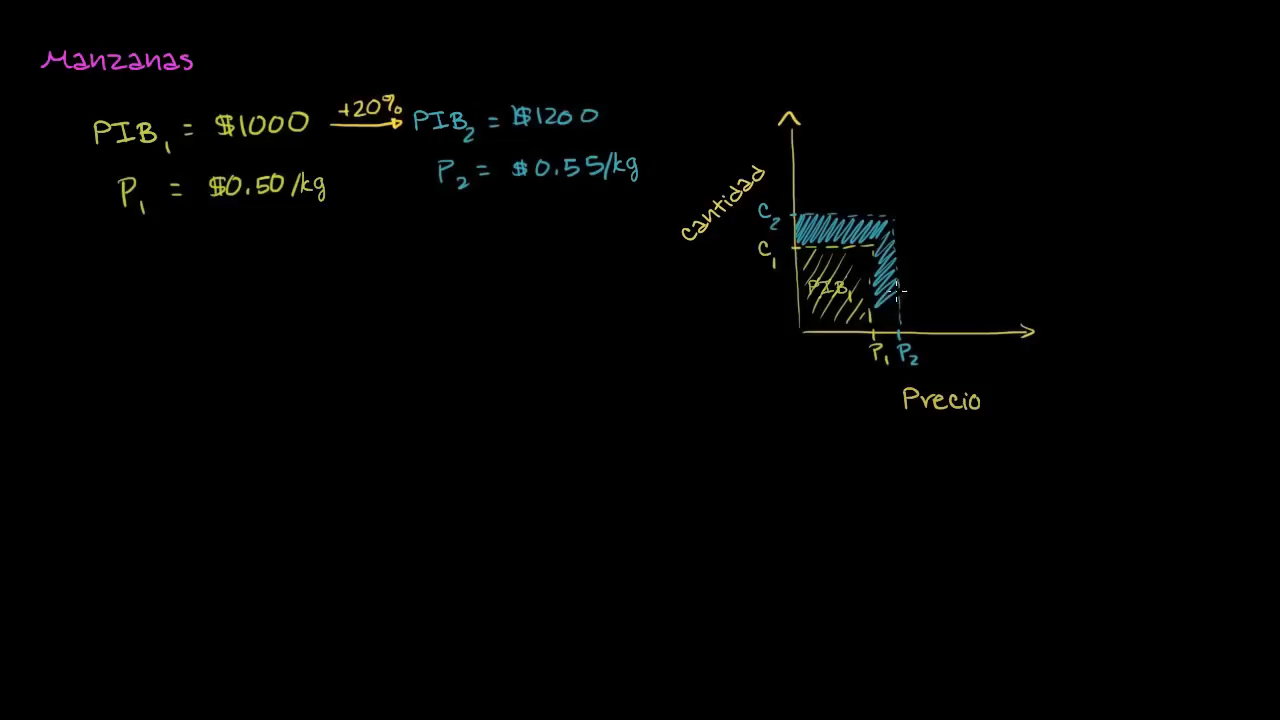 Manzanas
PIB₁ = $1000 +20% PIB₂ = $1200
P₁ = $0.50/kg P₂ = $0.55/kg
Cantidad
C₂
C₁
PIB₁
P₁ P₂
Precio